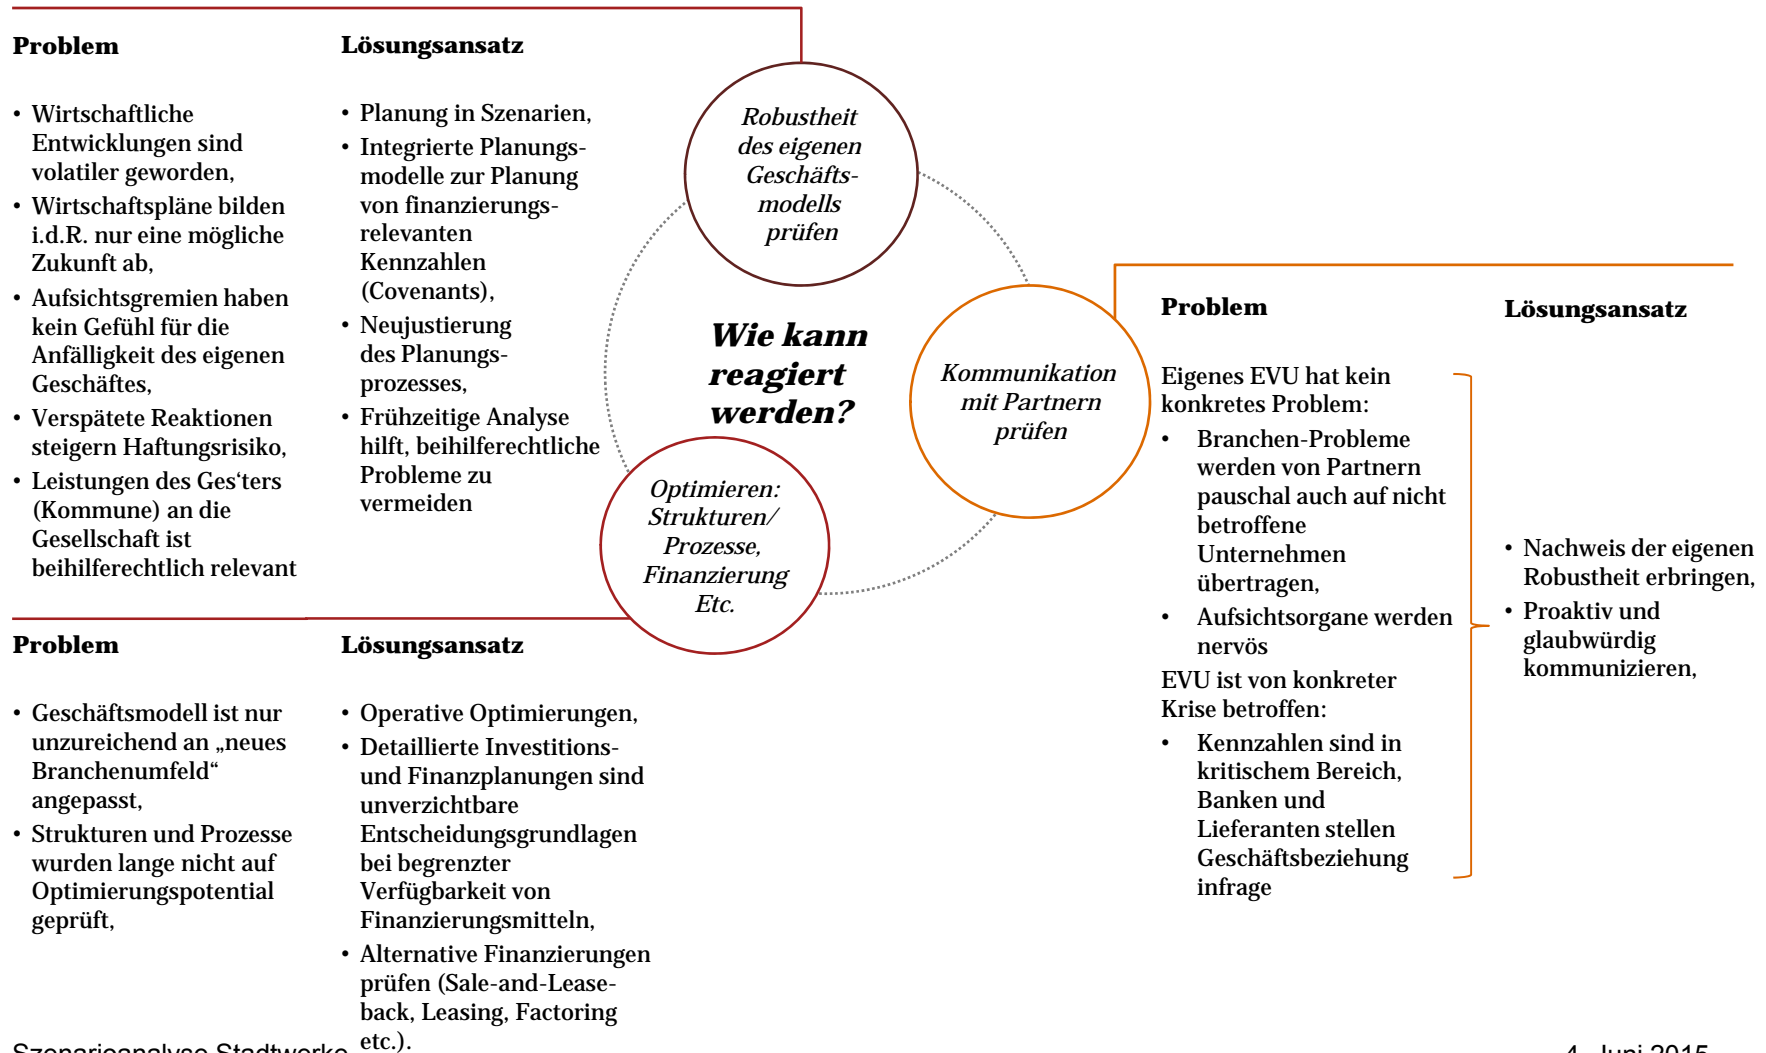 Problem
Lösungsansatz
• Wirtschaftliche
Entwicklungen sind
volatiler geworden,
• Wirtschaftspläne bilden
i.d.R. nur eine mögliche
Zukunft ab,
• Aufsichtsgremien haben
kein Gefühl für die
Anfälligkeit des eigenen
Geschäftes,
• Verspätete Reaktionen
steigern Haftungsrisiko,
• Leistungen des Ges‘ters
(Kommune) an die
Gesellschaft ist
beihilferechtlich relevant
• Planung in Szenarien,
• Integrierte Planungs-
modelle zur Planung
von finanzierungs-
relevanten
Kennzahlen
(Covenants),
• Neujustierung
des Planungs-
prozesses,
• Frühzeitige Analyse
hilft, beihilferechtliche
Probleme zu
vermeiden
Robustheit
des eigenen
Geschäfts-
modells
prüfen
Wie kann
reagiert
werden?
Kommunikation
mit Partnern
prüfen
Optimieren:
Strukturen/
Prozesse,
Finanzierung
Etc.
Problem
Lösungsansatz
Eigenes EVU hat kein
konkretes Problem:
• Branchen-Probleme
werden von Partnern
pauschal auch auf nicht
betroffene
Unternehmen
übertragen,
• Aufsichtsorgane werden
nervös
EVU ist von konkreter
Krise betroffen:
• Kennzahlen sind in
kritischem Bereich,
Banken und
Lieferanten stellen
Geschäftsbeziehung
infrage
• Nachweis der eigenen
Robustheit erbringen,
• Proaktiv und
glaubwürdig
kommunizieren,
Problem
Lösungsansatz
• Geschäftsmodell ist nur
unzureichend an „neues
Branchenumfeld“
angepasst,
• Strukturen und Prozesse
wurden lange nicht auf
Optimierungspotential
geprüft,
• Operative Optimierungen,
• Detaillierte Investitions-
und Finanzplanungen sind
unverzichtbare
Entscheidungsgrundlagen
bei begrenzter
Verfügbarkeit von
Finanzierungsmitteln,
• Alternative Finanzierungen
prüfen (Sale-and-Lease-
back, Leasing, Factoring
etc.).
Szenarioanalyse Stadtwerke
4. Juni 2015